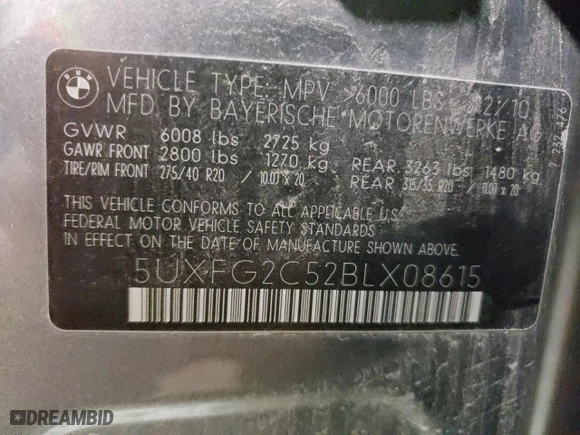 BMW
VEHICLE TYPE: MPV >6000 LBS 12/10
MFD BY BAYERISCHE MOTORENWERKE AG
GVWR 6008 lbs 2725 kg
GAWR FRONT 2800 lbs 1270 kg REAR 3263 lbs 1480 kg
TIRE/RIM FRONT 275/40 R20 / 10.0J x 20 REAR 315/35 R20 / 11.0J x 20
THIS VEHICLE CONFORMS TO ALL APPLICABLE U.S.
FEDERAL MOTOR VEHICLE SAFETY STANDARDS
IN EFFECT ON THE DATE OF MANUFACTURE SHOWN ABOVE.
5UXFG2C52BLX08615
DREAMBID